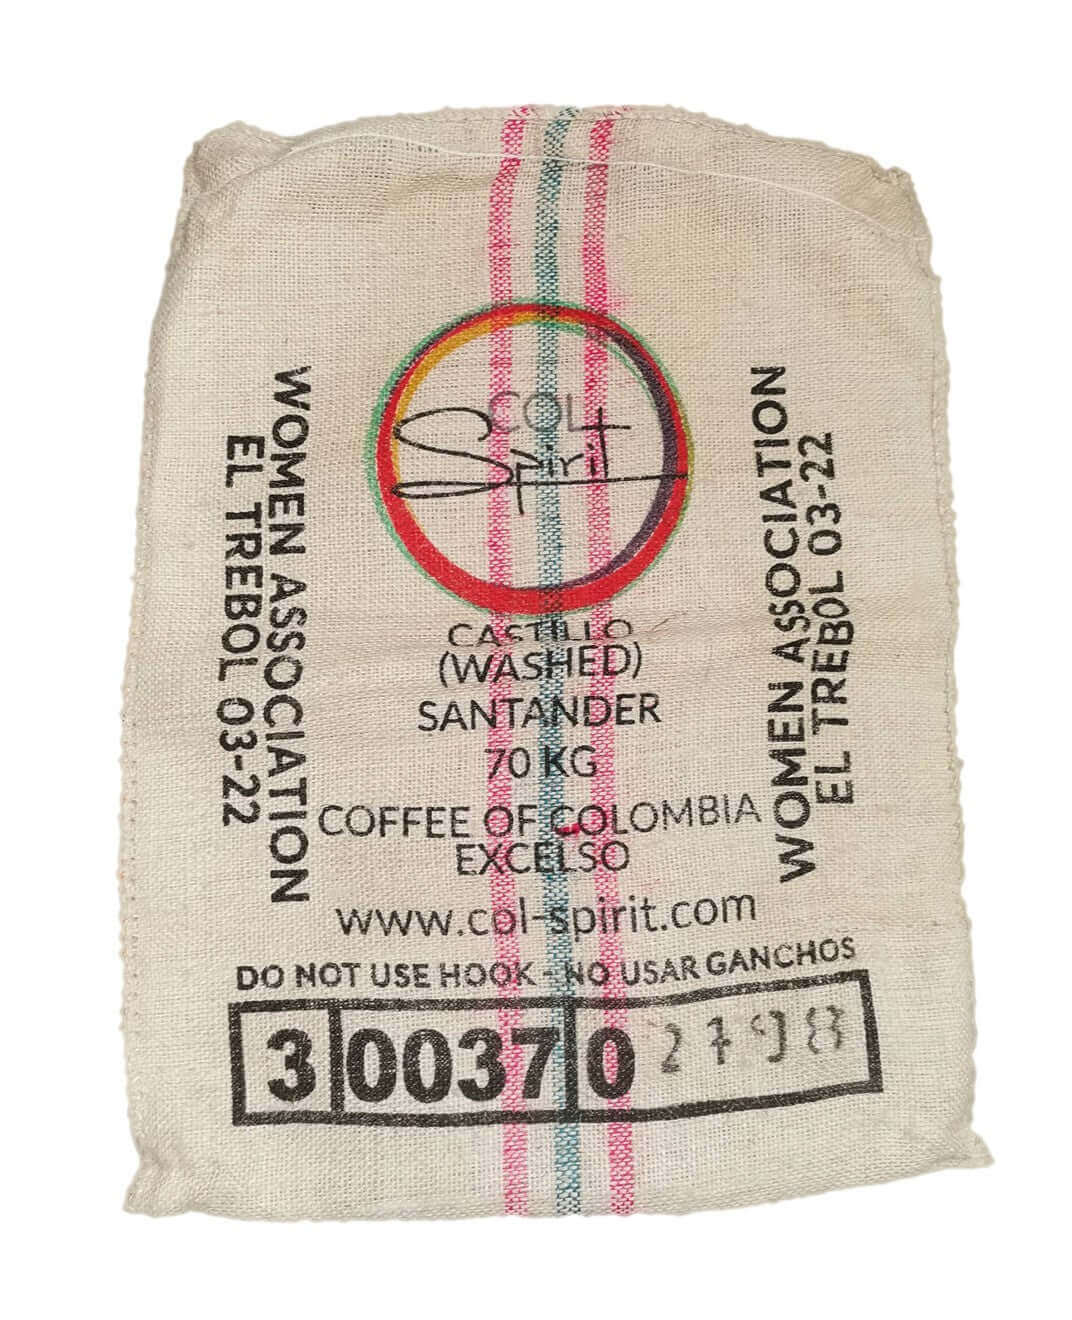 COL
Spirit
WOMEN ASSOCIATION
EL TREBOL 03-22
WOMEN ASSOCIATION
EL TREBOL 03-22
CASTILLO
(WASHED)
SANTANDER
70 KG
COFFEE OF COLOMBIA
EXCELSO
www.col-spirit.com
DO NOT USE HOOK - NO USAR GANCHOS
3 00370